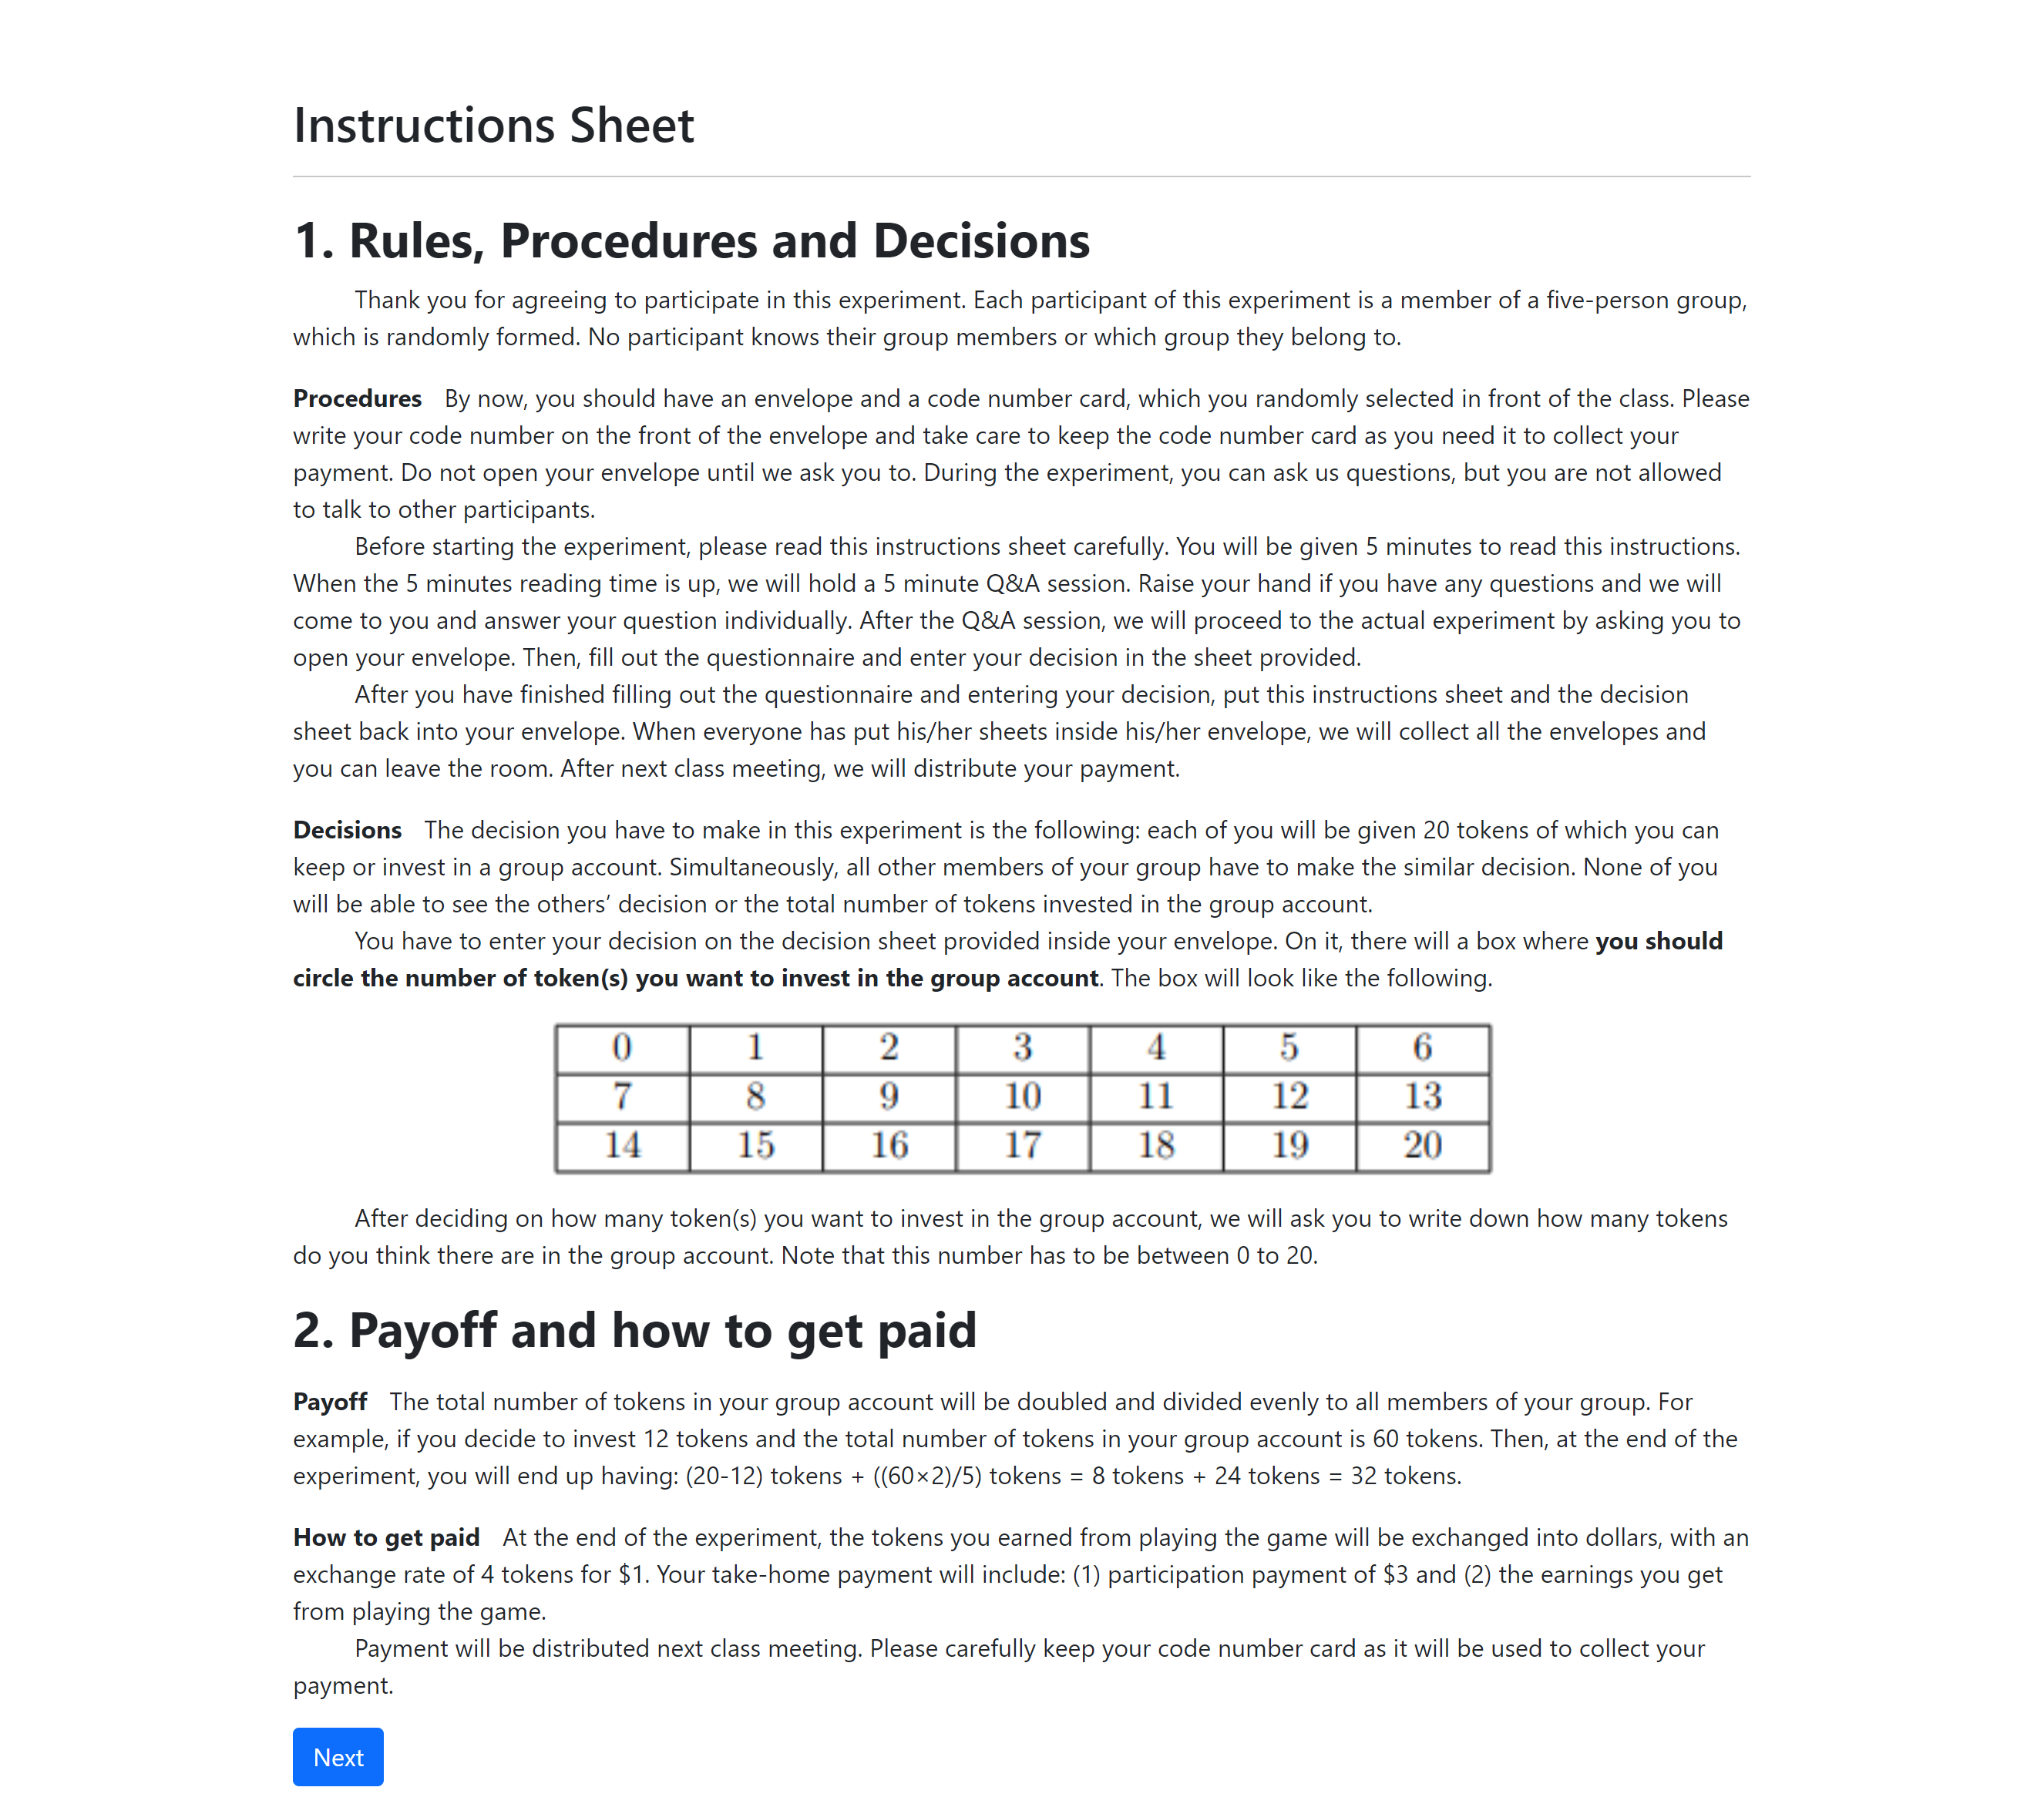 Instructions Sheet
1. Rules, Procedures and Decisions
Thank you for agreeing to participate in this experiment. Each participant of this experiment is a member of a five-person group,
which is randomly formed. No participant knows their group members or which group they belong to.
Procedures By now, you should have an envelope and a code number card, which you randomly selected in front of the class. Please
write your code number on the front of the envelope and take care to keep the code number card as you need it to collect your
payment. Do not open your envelope until we ask you to. During the experiment, you can ask us questions, but you are not allowed
to talk to other participants.
Before starting the experiment, please read this instructions sheet carefully. You will be given 5 minutes to read this instructions.
When the 5 minutes reading time is up, we will hold a 5 minute Q&A session. Raise your hand if you have any questions and we will
come to you and answer your question individually. After the Q&A session, we will proceed to the actual experiment by asking you to
open your envelope. Then, fill out the questionnaire and enter your decision in the sheet provided.
After you have finished filling out the questionnaire and entering your decision, put this instructions sheet and the decision
sheet back into your envelope. When everyone has put his/her sheets inside his/her envelope, we will collect all the envelopes and
you can leave the room. After next class meeting, we will distribute your payment.
Decisions The decision you have to make in this experiment is the following: each of you will be given 20 tokens of which you can
keep or invest in a group account. Simultaneously, all other members of your group have to make the similar decision. None of you
will be able to see the others’ decision or the total number of tokens invested in the group account.
You have to enter your decision on the decision sheet provided inside your envelope. On it, there will a box where you should
circle the number of token(s) you want to invest in the group account. The box will look like the following.
0 1 2 3 4 5 6
7 8 9 10 11 12 13
14 15 16 17 18 19 20
After deciding on how many token(s) you want to invest in the group account, we will ask you to write down how many tokens
do you think there are in the group account. Note that this number has to be between 0 to 20.
2. Payoff and how to get paid
Payoff The total number of tokens in your group account will be doubled and divided evenly to all members of your group. For
example, if you decide to invest 12 tokens and the total number of tokens in your group account is 60 tokens. Then, at the end of the
experiment, you will end up having: (20-12) tokens + ((60×2)/5) tokens = 8 tokens + 24 tokens = 32 tokens.
How to get paid At the end of the experiment, the tokens you earned from playing the game will be exchanged into dollars, with an
exchange rate of 4 tokens for $1. Your take-home payment will include: (1) participation payment of $3 and (2) the earnings you get
from playing the game.
Payment will be distributed next class meeting. Please carefully keep your code number card as it will be used to collect your
payment.
Next